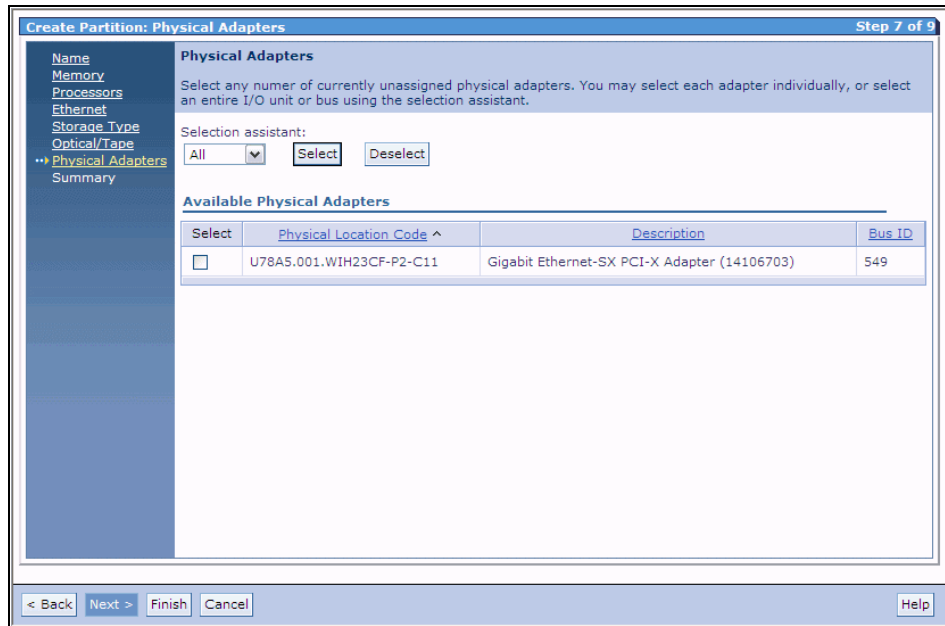 Create Partition: Physical Adapters
Step 7 of 9
Name
Memory
Processors
Ethernet
Storage Type
Optical/Tape
Physical Adapters
Summary
Physical Adapters
Select any numer of currently unassigned physical adapters. You may select each adapter individually, or select
an entire I/O unit or bus using the selection assistant.
Selection assistant:
All Select Deselect
Available Physical Adapters
Select Physical Location Code ^ Description Bus ID
U78A5.001.WIH23CF-P2-C11 Gigabit Ethernet-SX PCI-X Adapter (14106703) 549
< Back Next > Finish Cancel Help